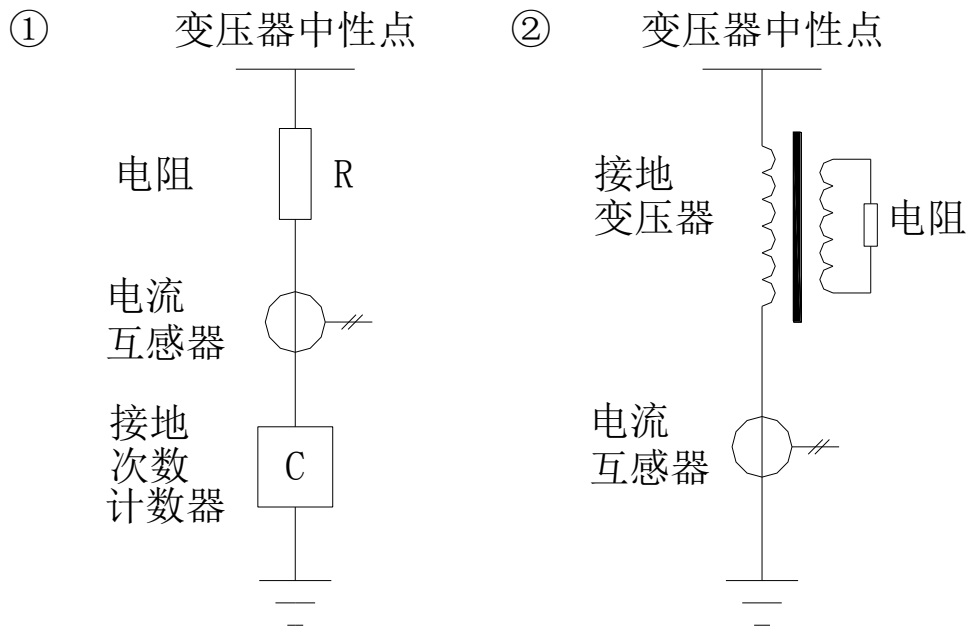 ① 变压器中性点
电阻 R
电流
互感器
接地
次数
计数器
C
② 变压器中性点
接地
变压器
电阻
电流
互感器